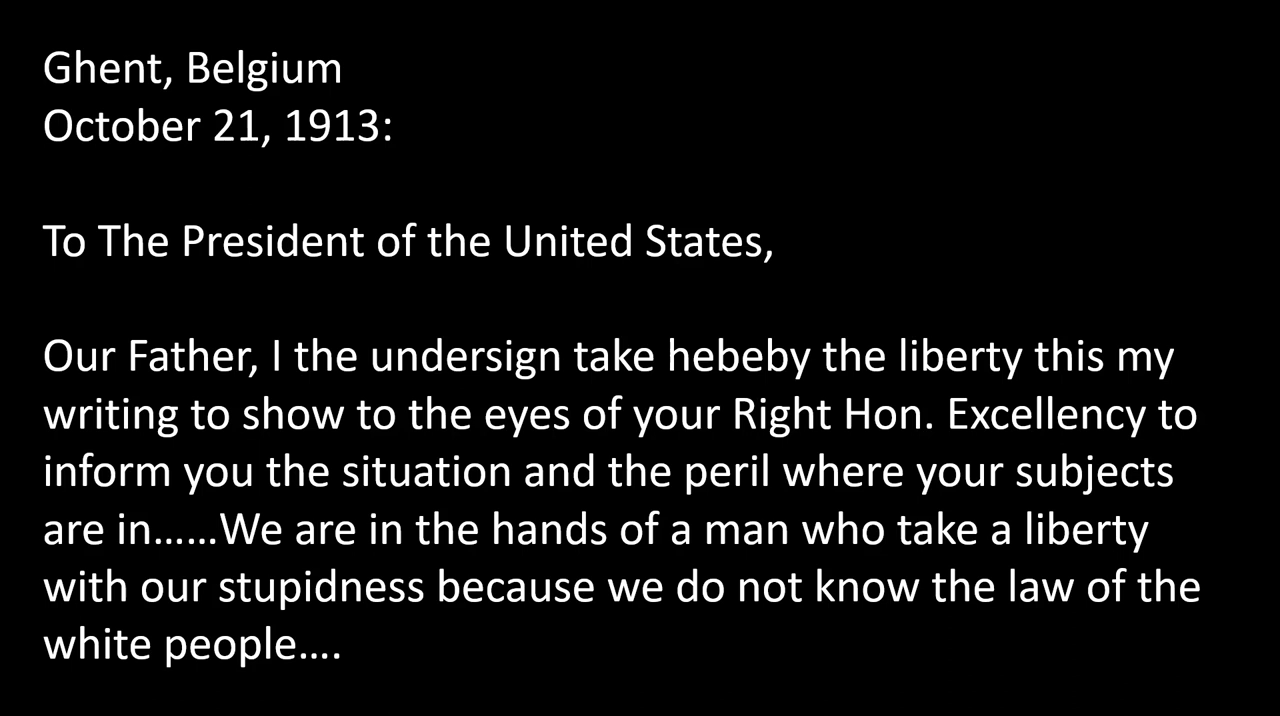 Ghent, Belgium
October 21, 1913:
To The President of the United States,
Our Father, I the undersign take hebeby the liberty this my
writing to show to the eyes of your Right Hon. Excellency to
inform you the situation and the peril where your subjects
are in……We are in the hands of a man who take a liberty
with our stupidness because we do not know the law of the
white people….